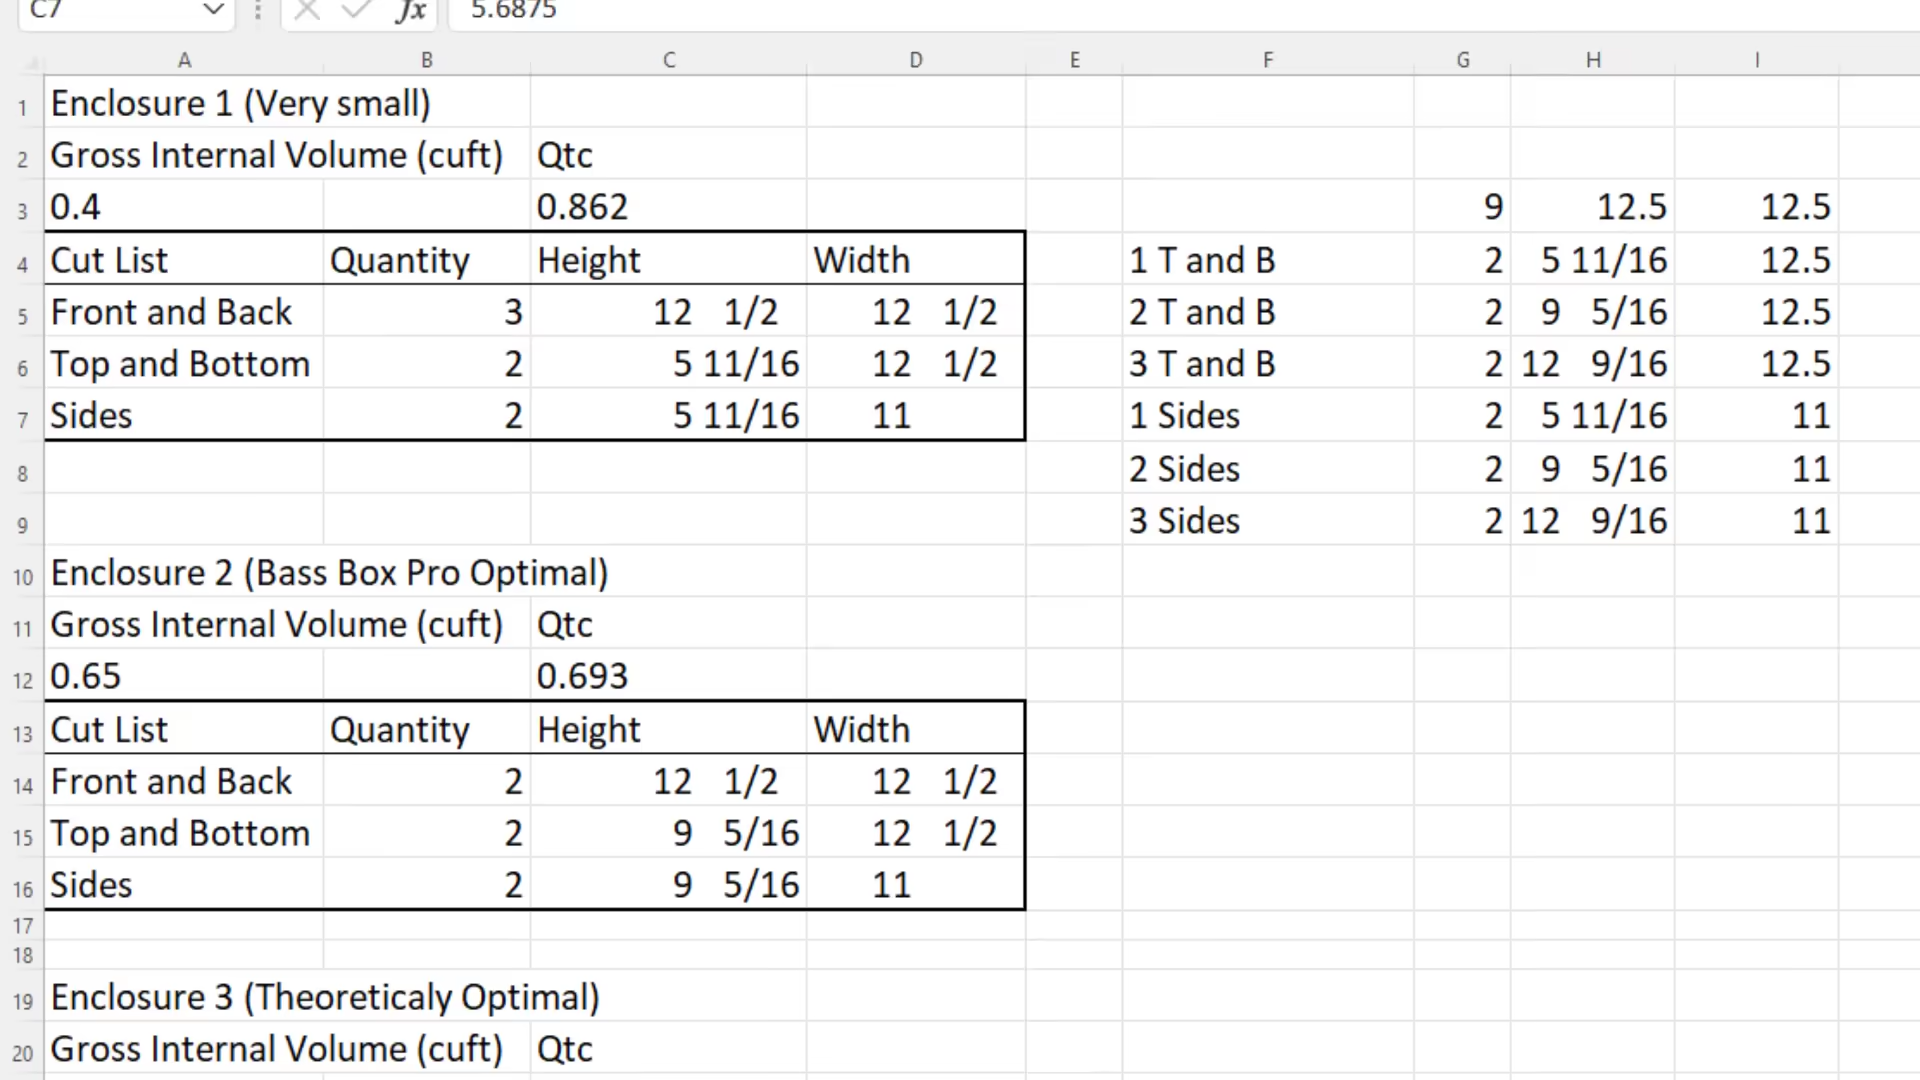 C7 fx 5.6875
A B C D E F G H I
1 Enclosure 1 (Very small)
2 Gross Internal Volume (cuft) Qtc
3 0.4 0.862 9 12.5 12.5
4 Cut List Quantity Height Width 1 T and B 2 5 11/16 12.5
5 Front and Back 3 12 1/2 12 1/2 2 T and B 2 9 5/16 12.5
6 Top and Bottom 2 5 11/16 12 1/2 3 T and B 2 12 9/16 12.5
7 Sides 2 5 11/16 11 1 Sides 2 5 11/16 11
8 2 Sides 2 9 5/16 11
9 3 Sides 2 12 9/16 11
10 Enclosure 2 (Bass Box Pro Optimal)
11 Gross Internal Volume (cuft) Qtc
12 0.65 0.693
13 Cut List Quantity Height Width
14 Front and Back 2 12 1/2 12 1/2
15 Top and Bottom 2 9 5/16 12 1/2
16 Sides 2 9 5/16 11
17
18
19 Enclosure 3 (Theoreticaly Optimal)
20 Gross Internal Volume (cuft) Qtc